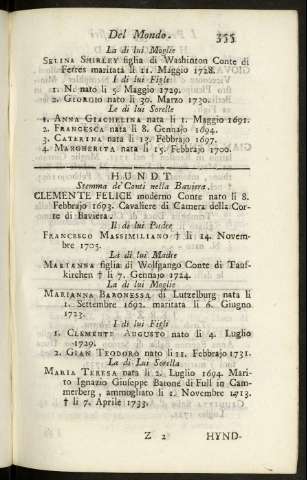 Del Mondo. 355
La di lui Moglie
SELINA SHIRLEY figlia di Washinton Conte di
Ferres maritata li 21. Maggio 1728.
I di lui Figli
1. N. nato li 5. Maggio 1729.
2. GIORGIO nato li 30. Marzo 1730.
Le di lui Sorelle
1. ANNA GIACHELINA nata li 1. Maggio 1691.
2. FRANCESCA nata li 8. Gennajo 1694.
3. CATERINA nata li 13. Febbrajo 1697.
4. MARGHERITA nata li 15. Febbrajo 1700.
HUNDT
Stemma de' Conti nella Baviera.
CLEMENTE FELICE moderno Conte nato li 8.
Febbrajo 1693. Cavaliere di Camera della Cor-
te di Baviera.
Il di lui Padre
FRANCESCO MASSIMILIANO † li 14. Novem-
bre 1705.
La di lui Madre
MARIANNA figlia di Wolfgango Conte di Tauf-
kirchen † li 7. Gennajo 1724.
La di lui Moglie
MARIANNA BARONESSA di Lutzelburg nata li
1. Settembre 1692. maritata li 6. Giugno
1723.
I di lui Figli
1. CLEMENTE AUGUSTO nato li 4. Luglio
1729.
2. GIAN TEODORO nato li 11. Febbrajo 1731.
La di Lui Sorella
MARIA TERESA nata li 2. Luglio 1694. Mari-
to Ignazio Giuseppe Barone di Full in Cam-
merberg, ammogliato li 2. Novembre 1713.
† li 7. Aprile 1733.
Z 2 HYND-